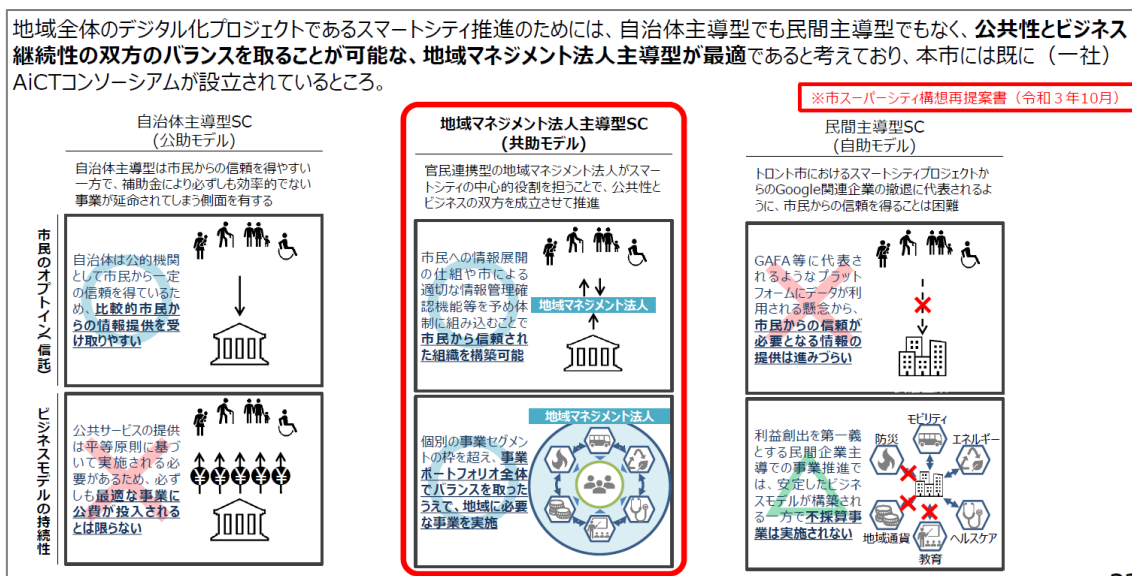 地域全体のデジタル化プロジェクトであるスマートシティ推進のためには、自治体主導型でも民間主導型でもなく、公共性とビジネス
継続性の双方のバランスを取ることが可能な、地域マネジメント法人主導型が最適であると考えており、本市には既に（一社）
AiCTコンソーシアムが設立されているところ。
※市スーパーシティ構想再提案書（令和３年10月）
自治体主導型SC
(公助モデル)
自治体主導型は市民からの信頼を得やすい
一方で、補助金により必ずしも効率的でない
事業が延命されてしまう側面を有する
地域マネジメント法人主導型SC
(共助モデル)
官民連携型の地域マネジメント法人がスマー
トシティの中心的役割を担うことで、公共性と
ビジネスの双方を成立させて推進
民間主導型SC
(自助モデル)
トロント市におけるスマートシティプロジェクトか
らのGoogle関連企業の撤退に代表されるよ
うに、市民からの信頼を得ることは困難
市民のオプトイン(信託)
自治体は公的機関
として市民から一定
の信頼を得ているた
め、比較的市民か
らの情報提供を受
け取りやすい
市民への情報展開
の仕組や市による
適切な情報管理確
認機能等を予め体
制に組み込むことで
市民から信頼され
た組織を構築可能
地域マネジメント法人
GAFA等に代表さ
れるようなプラット
フォームにデータが利
用される懸念から、
市民からの信頼が
必要となる情報の
提供は進みづらい
ビジネスモデルの持続性
公共サービスの提供
は平等原則に基づ
いて実施される必
要があるため、必ず
しも最適な事業に
公費が投入される
とは限らない
¥ ¥ ¥ ¥ ¥
地域マネジメント法人
個別の事業セグメン
トの枠を超え、事業
ポートフォリオ全体
でバランスを取った
うえで、地域に必要
な事業を実施
利益創出を第一義
とする民間企業主
導での事業推進で
は、安定したビジネ
スモデルが構築され
る一方で不採算事
業は実施されない
モビリティ
防災
エネルギー
地域通貨
ヘルスケア
教育